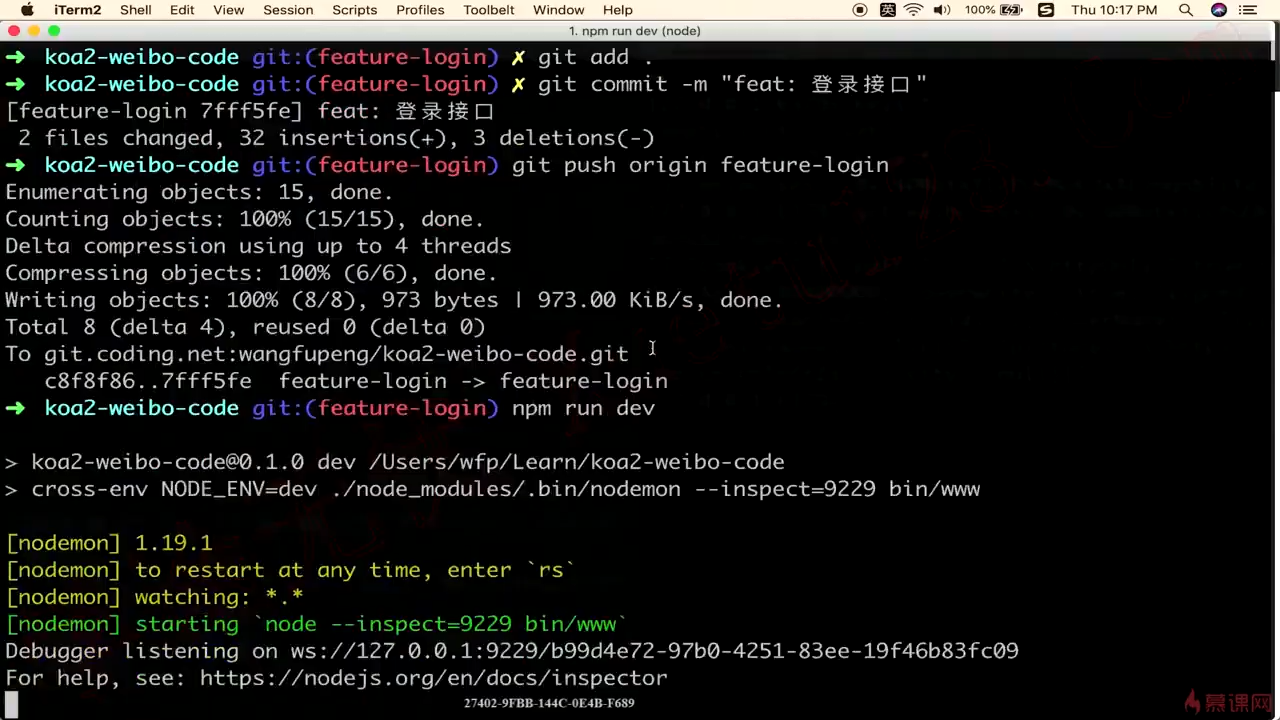 iTerm2 Shell Edit View Session Scripts Profiles Toolbelt Window Help 英 100% Thu 10:17 PM
1. npm run dev (node)
➜ koa2-weibo-code git:(feature-login) ✗ git add .
➜ koa2-weibo-code git:(feature-login) ✗ git commit -m "feat: 登录接口"
[feature-login 7fff5fe] feat: 登录接口
2 files changed, 32 insertions(+), 3 deletions(-)
➜ koa2-weibo-code git:(feature-login) git push origin feature-login
Enumerating objects: 15, done.
Counting objects: 100% (15/15), done.
Delta compression using up to 4 threads
Compressing objects: 100% (6/6), done.
Writing objects: 100% (8/8), 973 bytes | 973.00 KiB/s, done.
Total 8 (delta 4), reused 0 (delta 0)
To git.coding.net:wangfupeng/koa2-weibo-code.git
c8f8f86..7fff5fe feature-login -> feature-login
➜ koa2-weibo-code git:(feature-login) npm run dev
> koa2-weibo-code@0.1.0 dev /Users/wfp/Learn/koa2-weibo-code
> cross-env NODE_ENV=dev ./node_modules/.bin/nodemon --inspect=9229 bin/www
[nodemon] 1.19.1
[nodemon] to restart at any time, enter `rs`
[nodemon] watching: *.*
[nodemon] starting `node --inspect=9229 bin/www`
Debugger listening on ws://127.0.0.1:9229/b99d4e72-97b0-4251-83ee-19f46b83fc09
For help, see: https://nodejs.org/en/docs/inspector
27402-9FBB-144C-0E4B-F689
慕课网